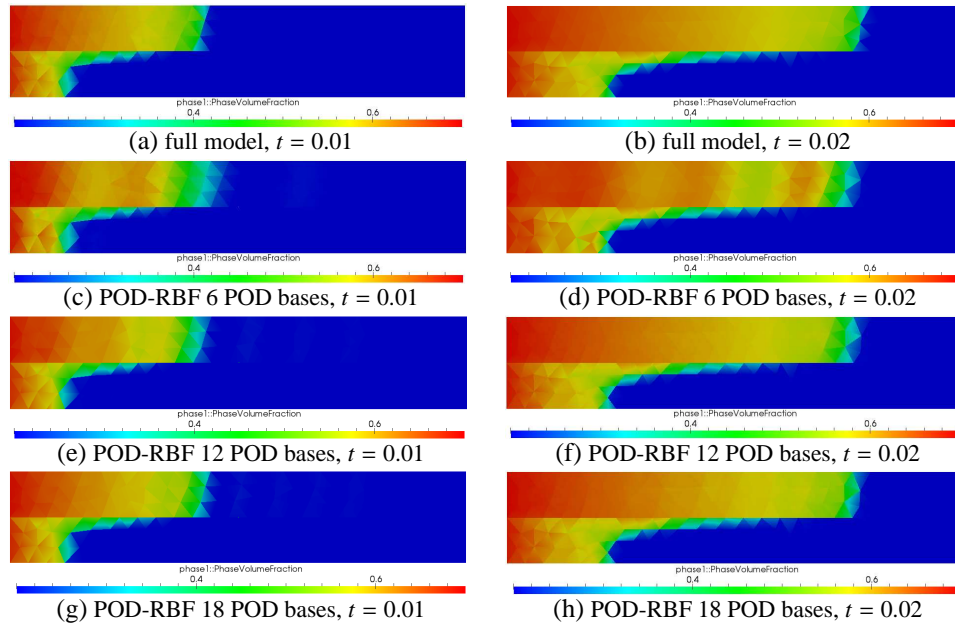 phase1::PhaseVolumeFraction
0.4 0.6
(a) full model, t = 0.01
phase1::PhaseVolumeFraction
0.4 0.6
(b) full model, t = 0.02
phase1::PhaseVolumeFraction
0.4 0.6
(c) POD-RBF 6 POD bases, t = 0.01
phase1::PhaseVolumeFraction
0.4 0.6
(d) POD-RBF 6 POD bases, t = 0.02
phase1::PhaseVolumeFraction
0.4 0.6
(e) POD-RBF 12 POD bases, t = 0.01
phase1::PhaseVolumeFraction
0.4 0.6
(f) POD-RBF 12 POD bases, t = 0.02
phase1::PhaseVolumeFraction
0.4 0.6
(g) POD-RBF 18 POD bases, t = 0.01
phase1::PhaseVolumeFraction
0.4 0.6
(h) POD-RBF 18 POD bases, t = 0.02